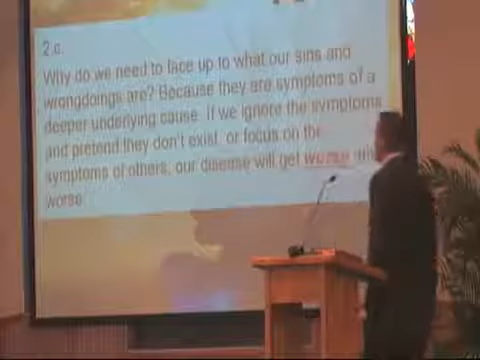 2.c.
Why do we need to face up to what our sins and
wrongdoings are? Because they are symptoms of a
deeper underlying cause. If we ignore the symptoms
and pretend they don't exist, or focus on the
symptoms of others, our disease will get worse
worse.